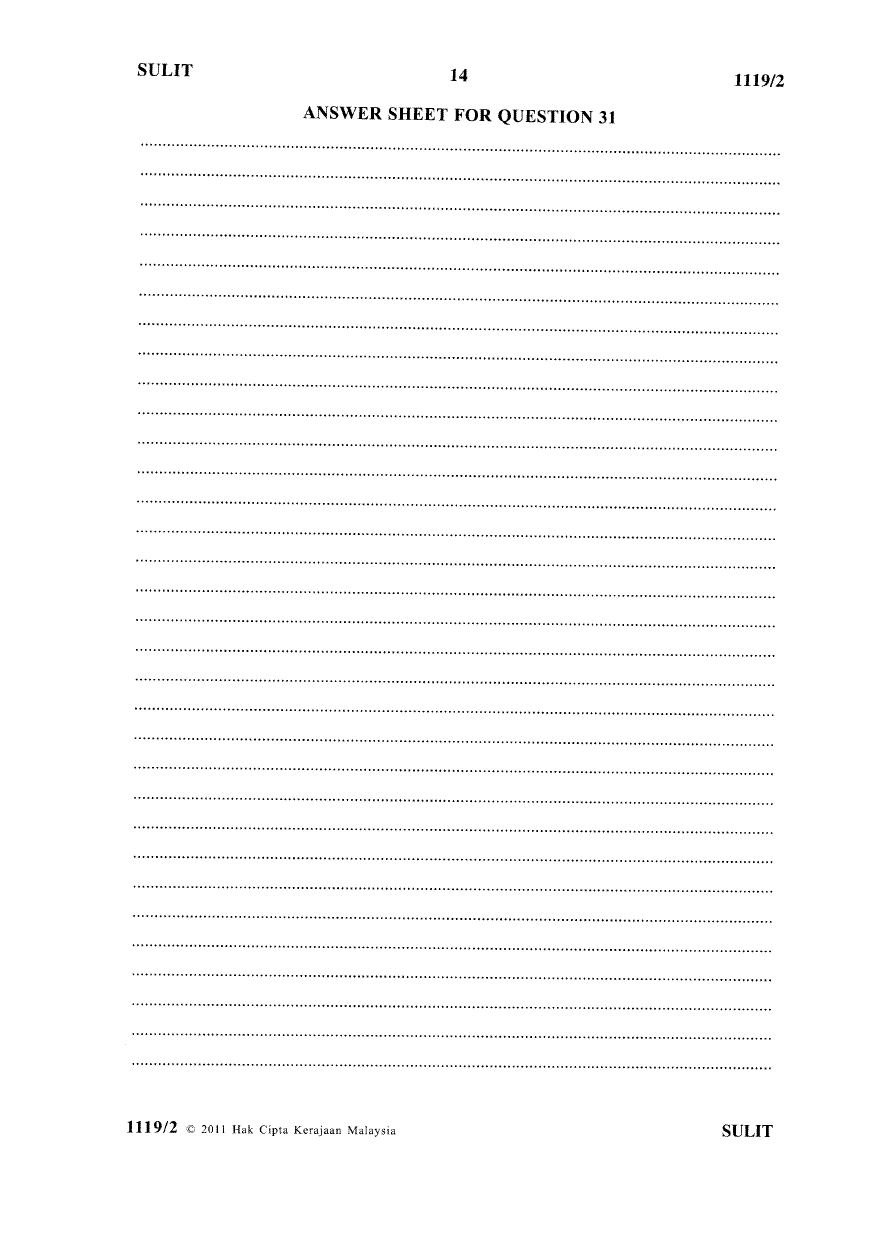 SULIT 14 1119/2
ANSWER SHEET FOR QUESTION 31
1119/2 © 2011 Hak Cipta Kerajaan Malaysia SULIT